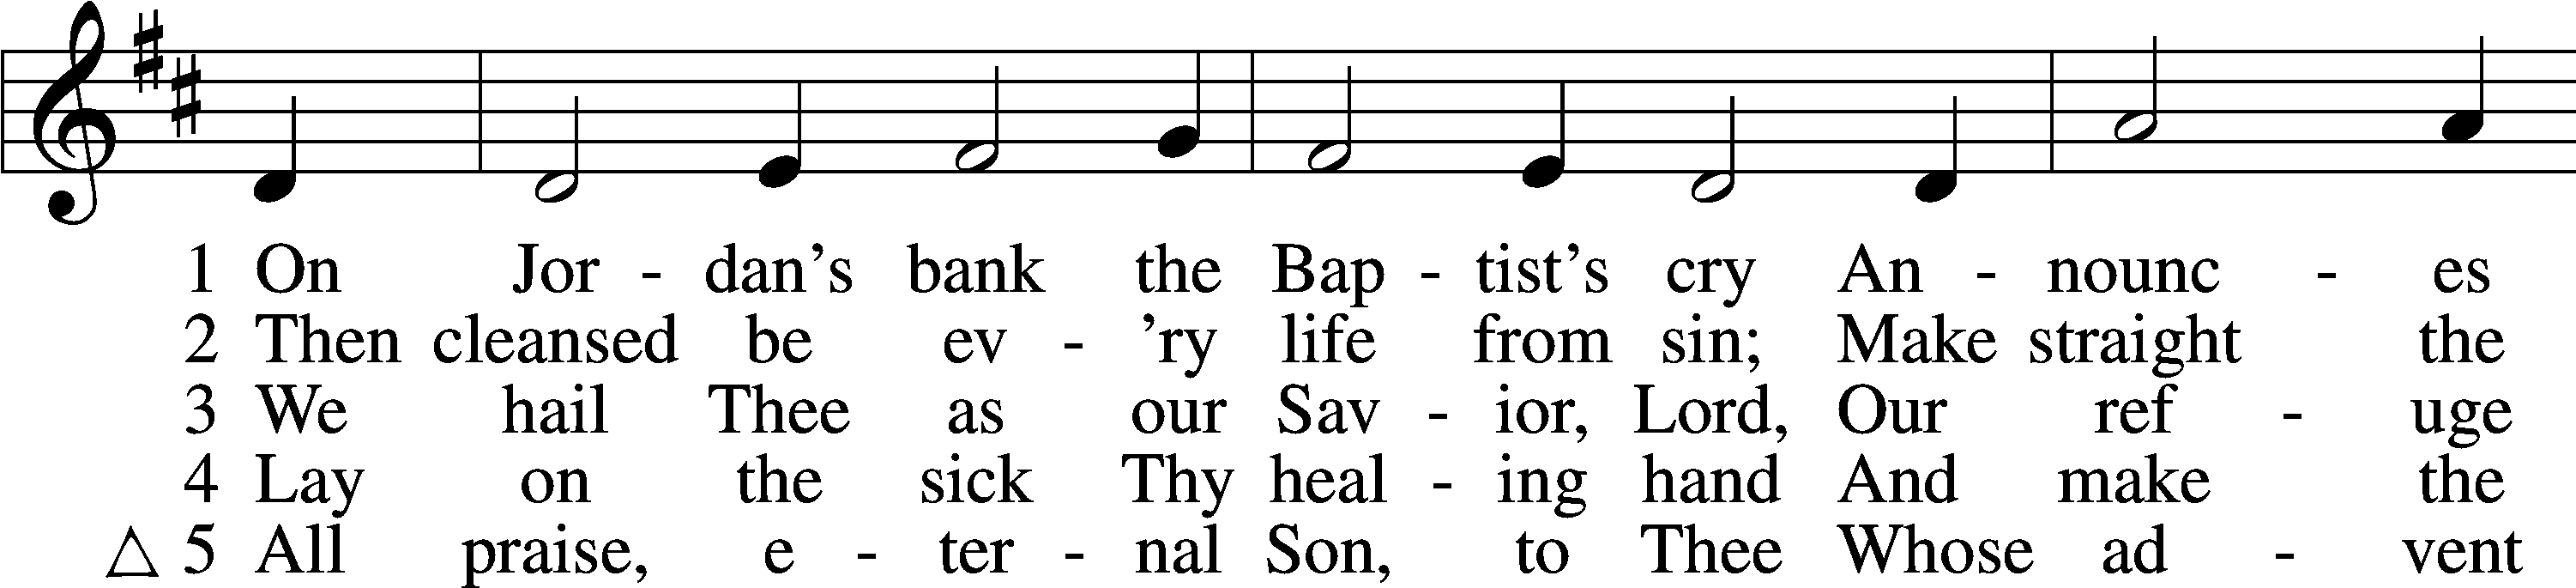 1 On Jor - dan's bank the Bap - tist's cry An - nounc - es
2 Then cleansed be ev - 'ry life from sin; Make straight the
3 We hail Thee as our Sav - ior, Lord, Our ref - uge
4 Lay on the sick Thy heal - ing hand And make the
△ 5 All praise, e - ter - nal Son, to Thee Whose ad - vent